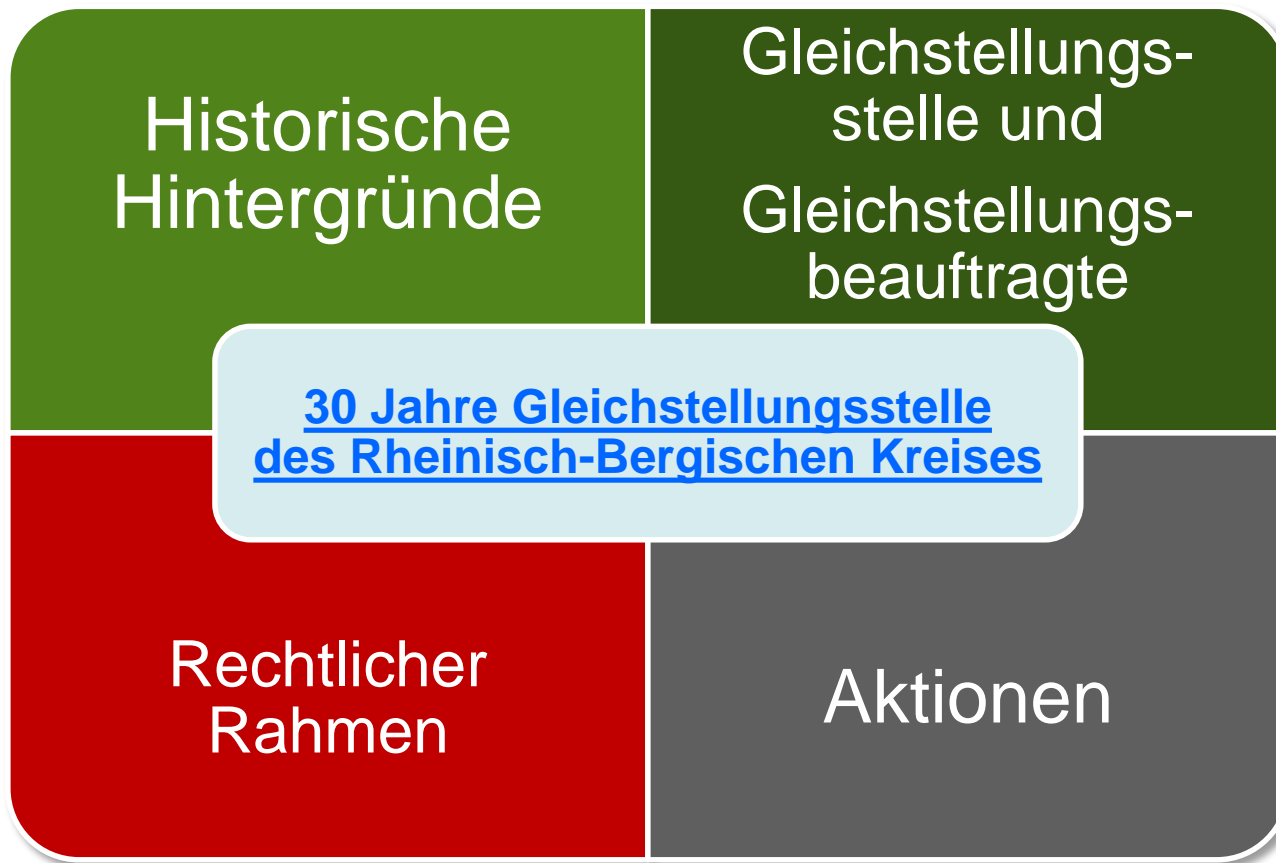 Historische
Hintergründe
Gleichstellungs-
stelle und
Gleichstellungs-
beauftragte
30 Jahre Gleichstellungsstelle
des Rheinisch-Bergischen Kreises
Rechtlicher
Rahmen
Aktionen